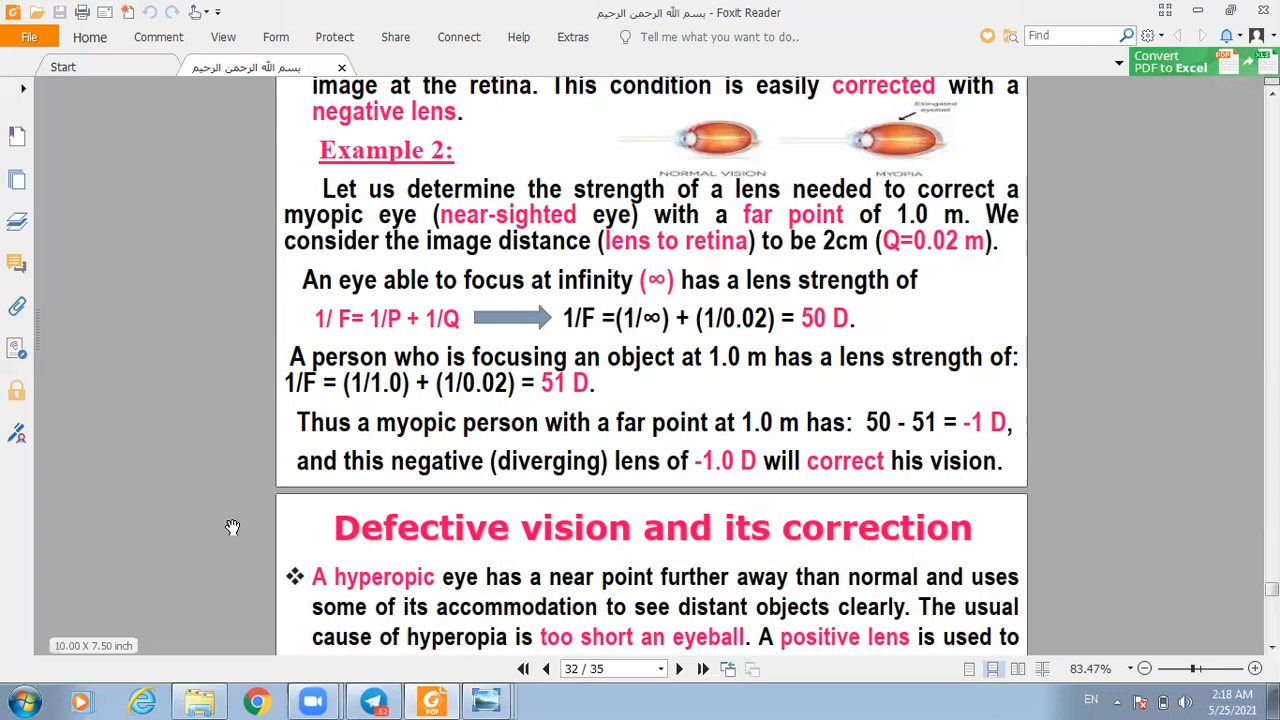 بسم الله الرحمن الرحيم - Foxit Reader
File Home Comment View Form Protect Share Connect Help Extras Tell me what you want to do.. Find
Start بسم الله الرحمن الرحيم
Convert
PDF to Excel
image at the retina. This condition is easily corrected with a
negative lens.
Elongated
eyeball
Example 2:
NORMAL VISION MYOPIA
Let us determine the strength of a lens needed to correct a
myopic eye (near-sighted eye) with a far point of 1.0 m. We
consider the image distance (lens to retina) to be 2cm (Q=0.02 m).
An eye able to focus at infinity (∞) has a lens strength of
1/ F= 1/P + 1/Q 1/F =(1/∞) + (1/0.02) = 50 D.
A person who is focusing an object at 1.0 m has a lens strength of:
1/F = (1/1.0) + (1/0.02) = 51 D.
Thus a myopic person with a far point at 1.0 m has: 50 - 51 = -1 D,
and this negative (diverging) lens of -1.0 D will correct his vision.
Defective vision and its correction
❖ A hyperopic eye has a near point further away than normal and uses
some of its accommodation to see distant objects clearly. The usual
cause of hyperopia is too short an eyeball. A positive lens is used to
10.00 X 7.50 inch
32 / 35
83.47%
62
PDF
EN
2:18 AM
5/25/2021